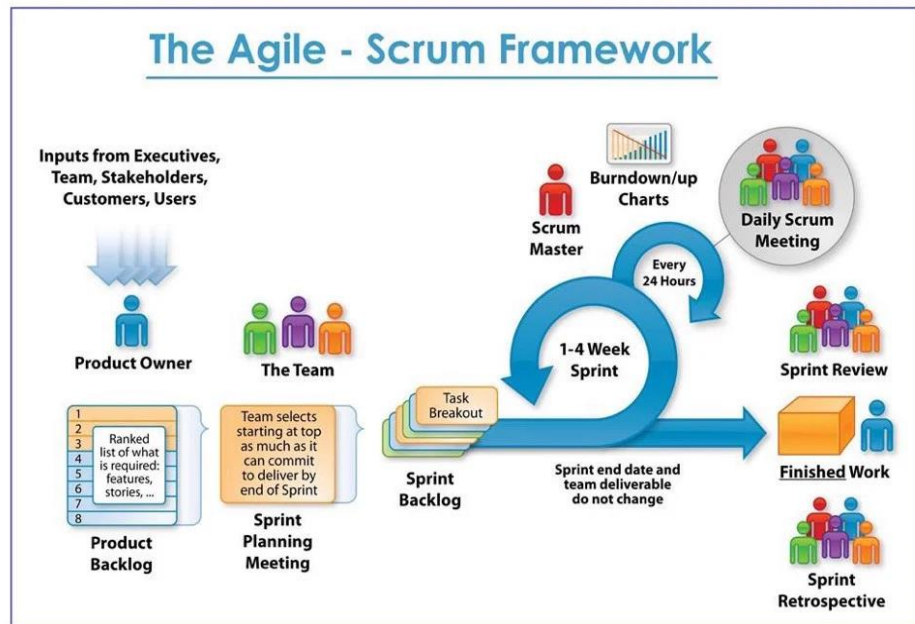 The Agile - Scrum Framework
Inputs from Executives,
Team, Stakeholders,
Customers, Users
Product Owner
The Team
1
2
3
4
5
6
7
8
Ranked
list of what
is required:
features,
stories, ...
Product
Backlog
Team selects
starting at top
as much as it
can commit
to deliver by
end of Sprint
Sprint
Planning
Meeting
Task
Breakout
Sprint
Backlog
Scrum
Master
Burndown/up
Charts
Every
24 Hours
Daily Scrum
Meeting
1-4 Week
Sprint
Sprint end date and
team deliverable
do not change
Sprint Review
Finished Work
Sprint
Retrospective